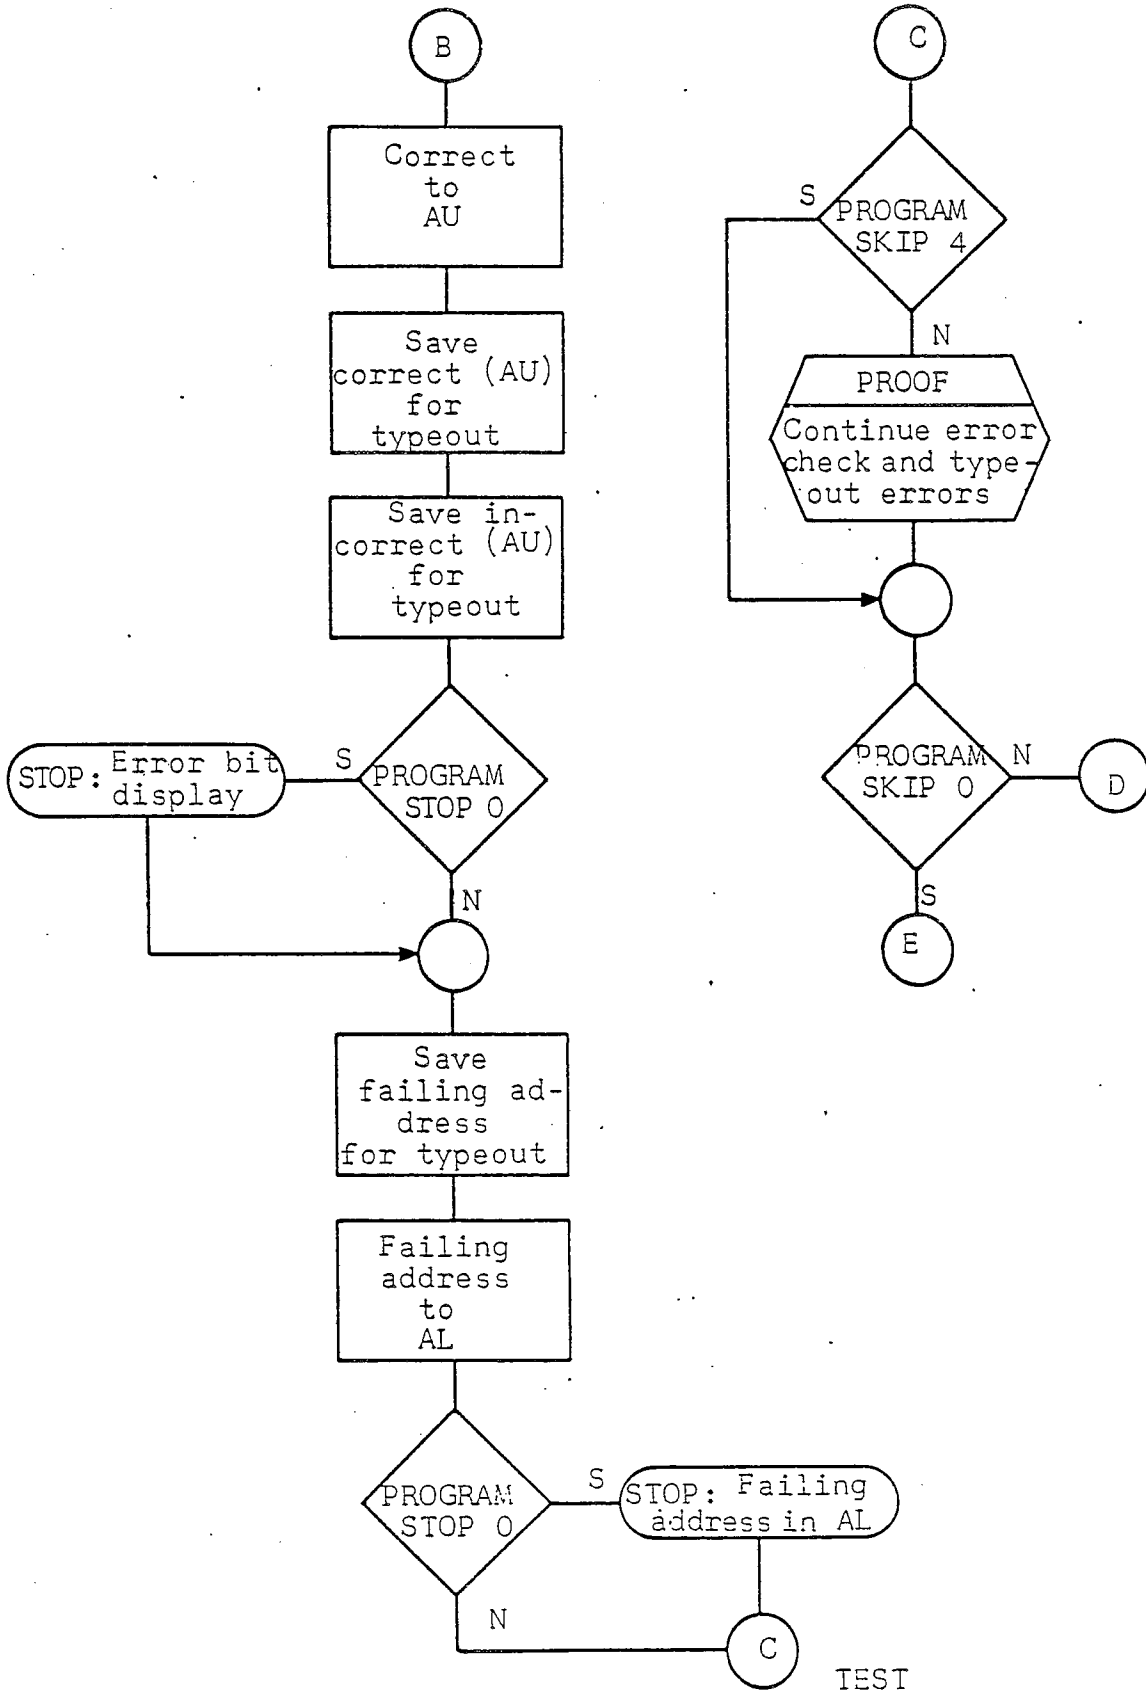 B
Correct
to
AU
Save
correct (AU)
for
typeout
Save in-
correct (AU)
for
typeout
S
PROGRAM
STOP 0
STOP: Error bit
display
N
Save
failing ad-
dress
for typeout
Failing
address
to
AL
PROGRAM
STOP 0
S
STOP: Failing
address in AL
N
C
C
S
PROGRAM
SKIP 4
N
PROOF
Continue error
check and type-
out errors
PROGRAM
SKIP 0
N
D
S
E
TEST